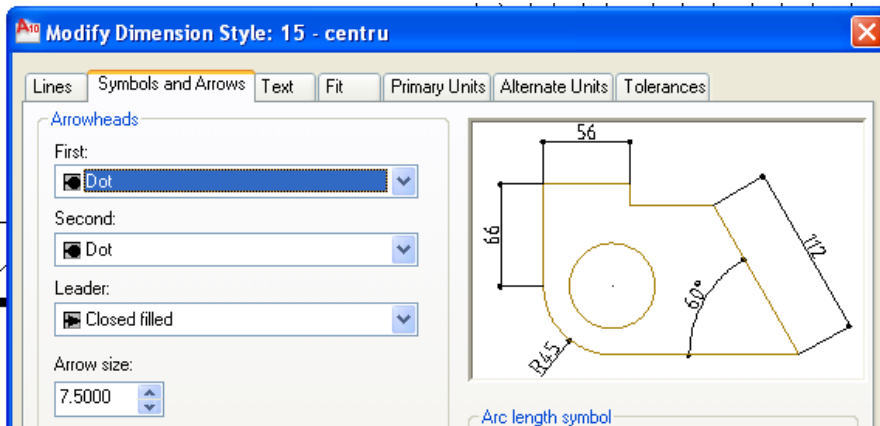 A10 Modify Dimension Style: 15 - centru
Lines Symbols and Arrows Text Fit Primary Units Alternate Units Tolerances
Arrowheads
First:
Dot
Second:
Dot
Leader:
Closed filled
Arrow size:
7.5000
56
66
112
60°
R45
Arc length symbol